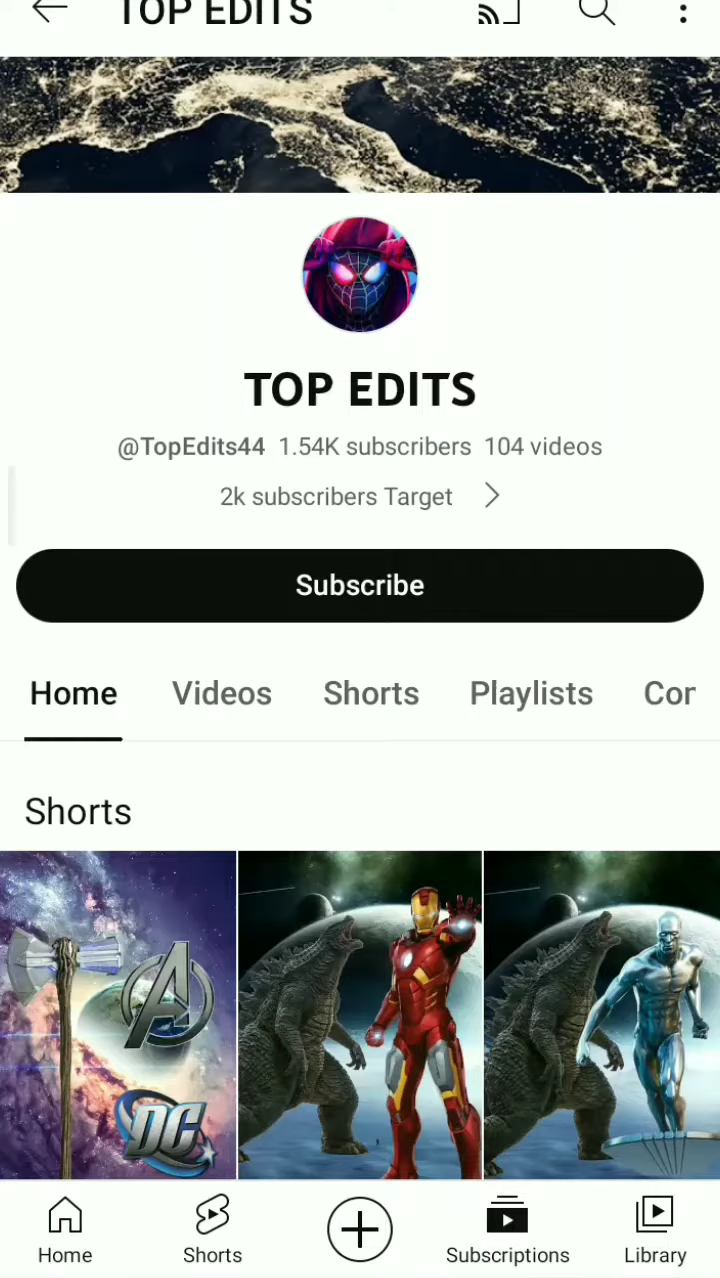 TOP EDITS
TOP EDITS
@TopEdits44 1.54K subscribers 104 videos
2k subscribers Target
Subscribe
Home Videos Shorts Playlists Cor
Shorts
A
DC
Home Shorts Subscriptions Library